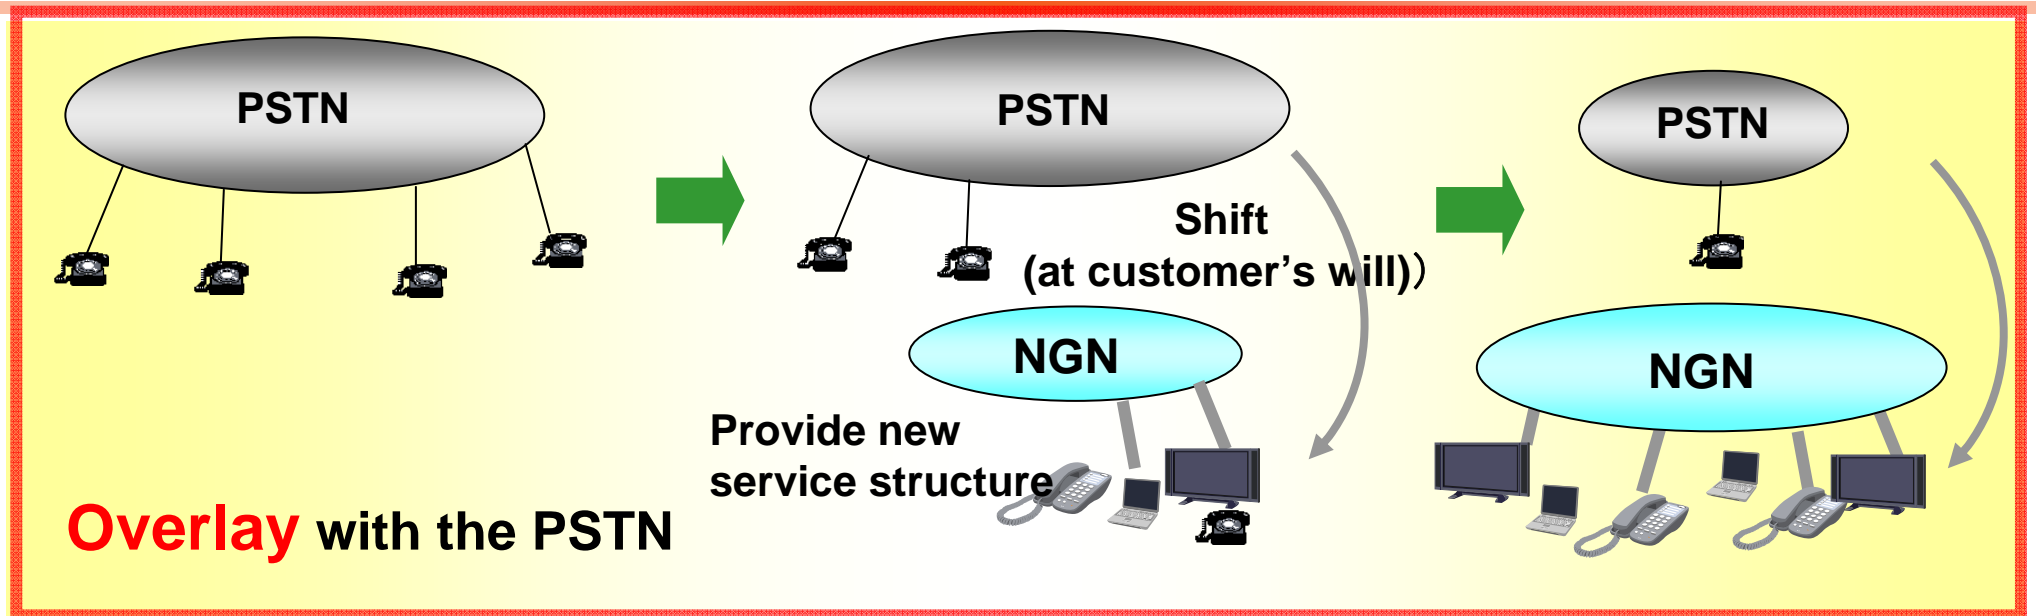 PSTN
PSTN
PSTN
Shift
(at customer’s will)）
NGN
NGN
Provide new
service structure
Overlay with the PSTN